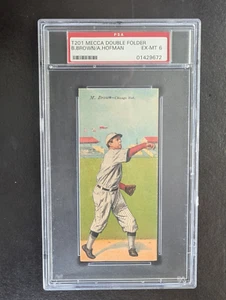 PSA
T201 MECCA DOUBLE FOLDER
B.BROWN/A.HOFMAN EX-MT 6
01429672